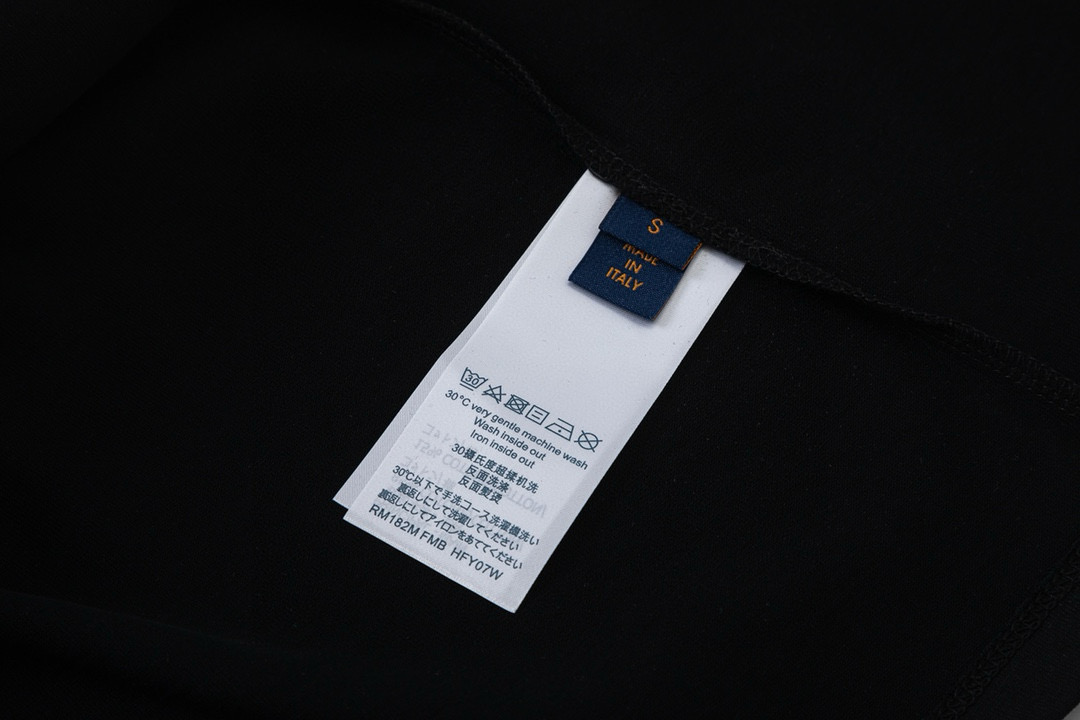 S
MADE
IN
ITALY
30
30°C very gentle machine wash
Wash inside out
Iron inside out
30摄氏度超揉机洗
反面洗涤
反面熨烫
30℃以下で手洗コース洗濯機洗い
裏返しにして洗濯してください
裏返しにしてアイロンをあててください
RM182M FMB HFY07W